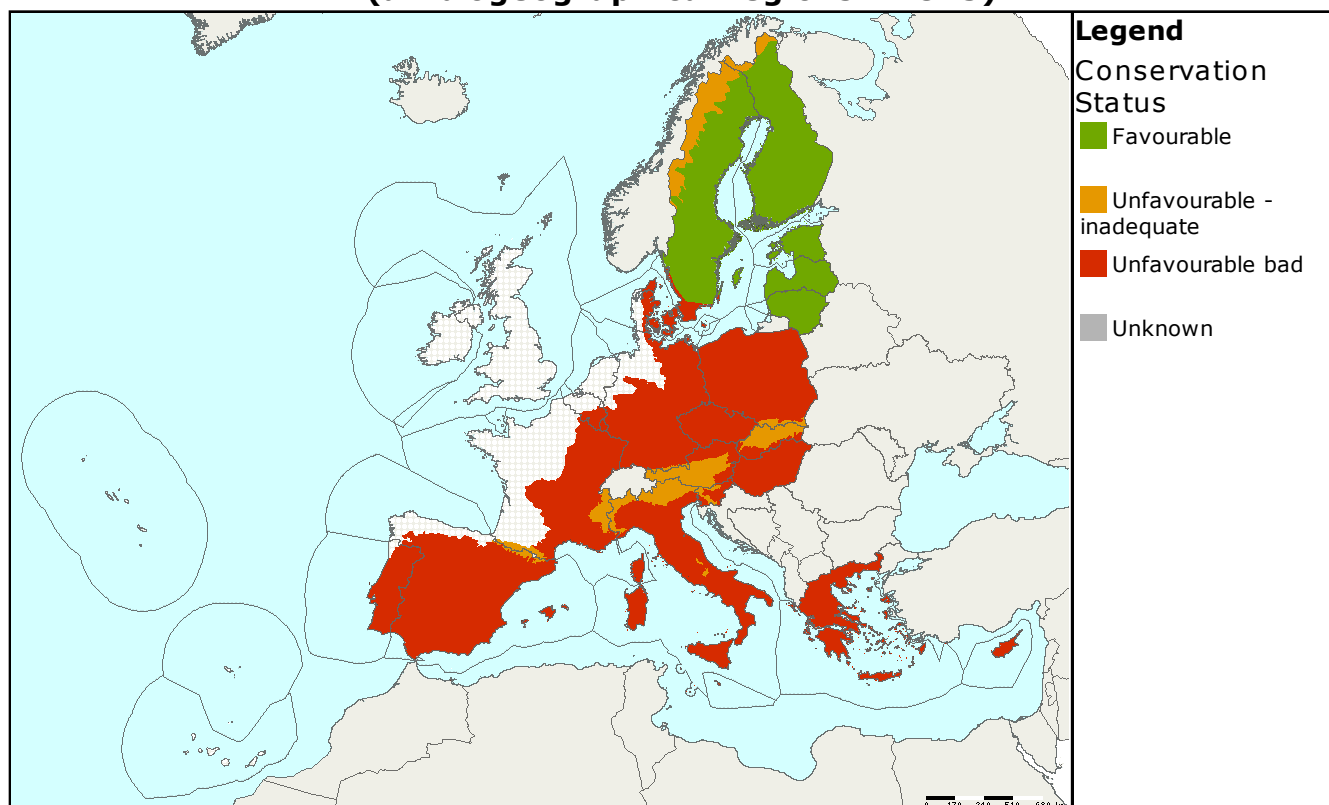 Legend
Conservation
Status
Favourable
Unfavourable -
inadequate
Unfavourable bad
Unknown